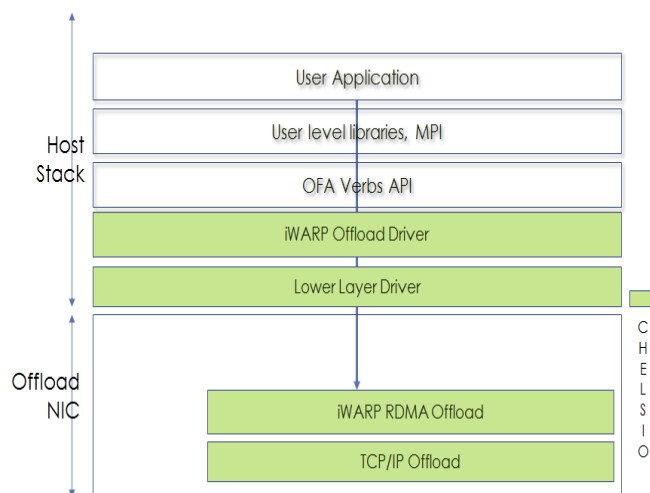 User Application
User level libraries, MPI
Host
Stack
OFA Verbs API
iWARP Offload Driver
Lower Layer Driver
Offload
NIC
iWARP RDMA Offload
TCP/IP Offload
CHELSIO